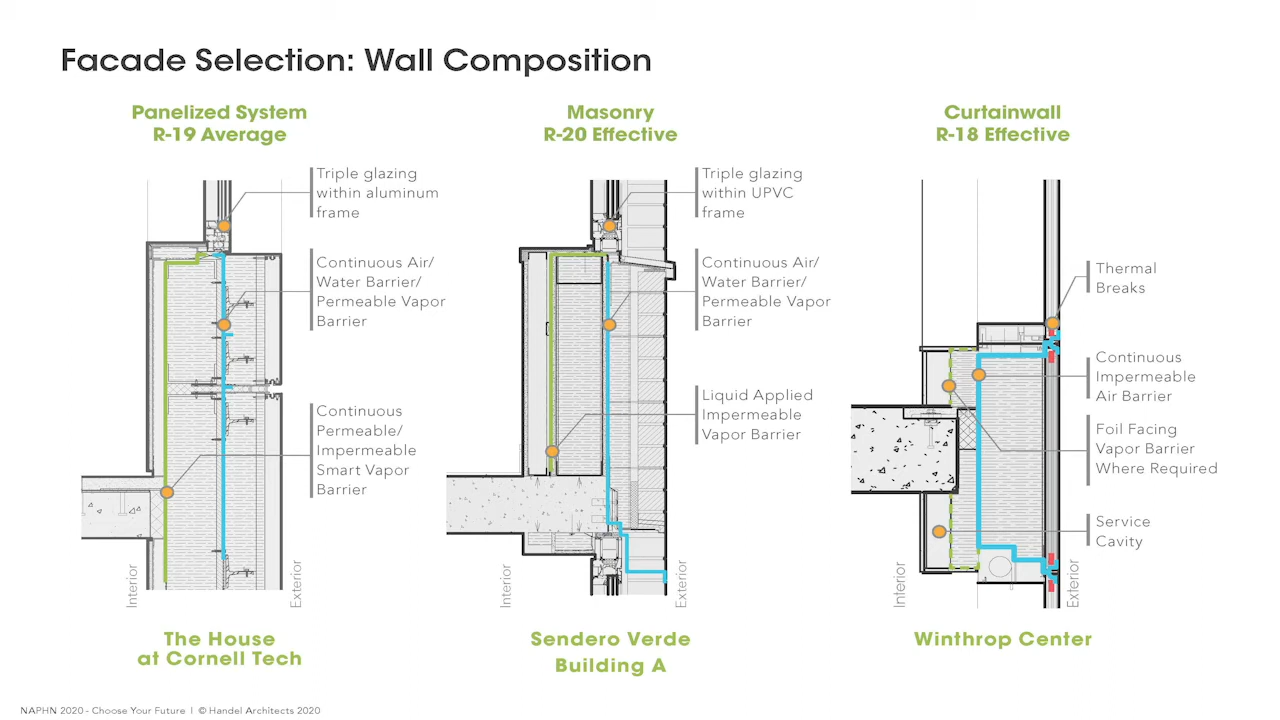 Facade Selection: Wall Composition
Panelized System
R-19 Average
Triple glazing
within aluminum
frame
Continuous Air/
Water Barrier/
Permeable Vapor
Barrier
Continuous
Permeable/
Impermeable
Smart Vapor
Barrier
Interior
Exterior
The House
at Cornell Tech
Masonry
R-20 Effective
Triple glazing
within UPVC
frame
Continuous Air/
Water Barrier/
Permeable Vapor
Barrier
Liquid Applied
Impermeable
Vapor Barrier
Interior
Exterior
Sendero Verde
Building A
Curtainwall
R-18 Effective
Thermal
Breaks
Continuous
Impermeable
Air Barrier
Foil Facing
Vapor Barrier
Where Required
Service
Cavity
Interior
Exterior
Winthrop Center
NAPHN 2020 - Choose Your Future | © Handel Architects 2020